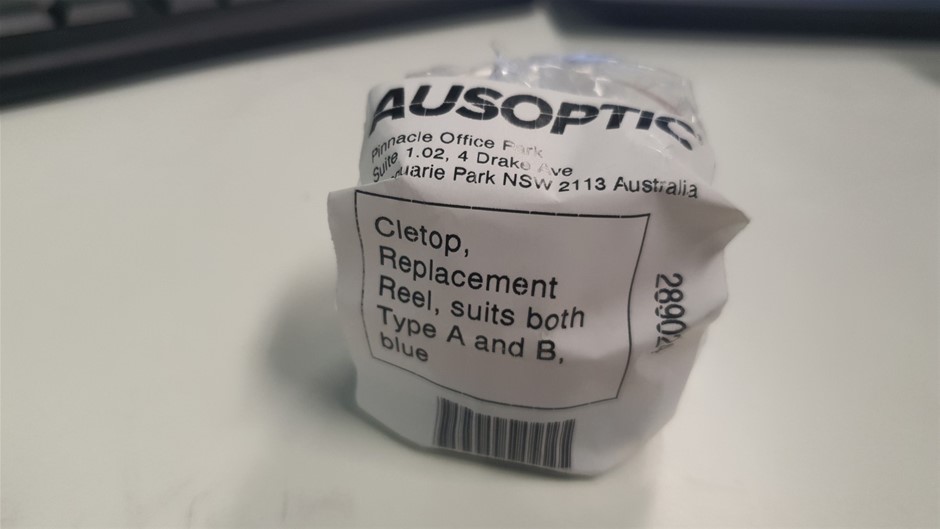 AUSOPTIC
Pinnacle Office Park
Suite 1.02, 4 Drake Ave
quarie Park NSW 2113 Australia
Cletop,
Replacement
Reel, suits both
Type A and B,
blue